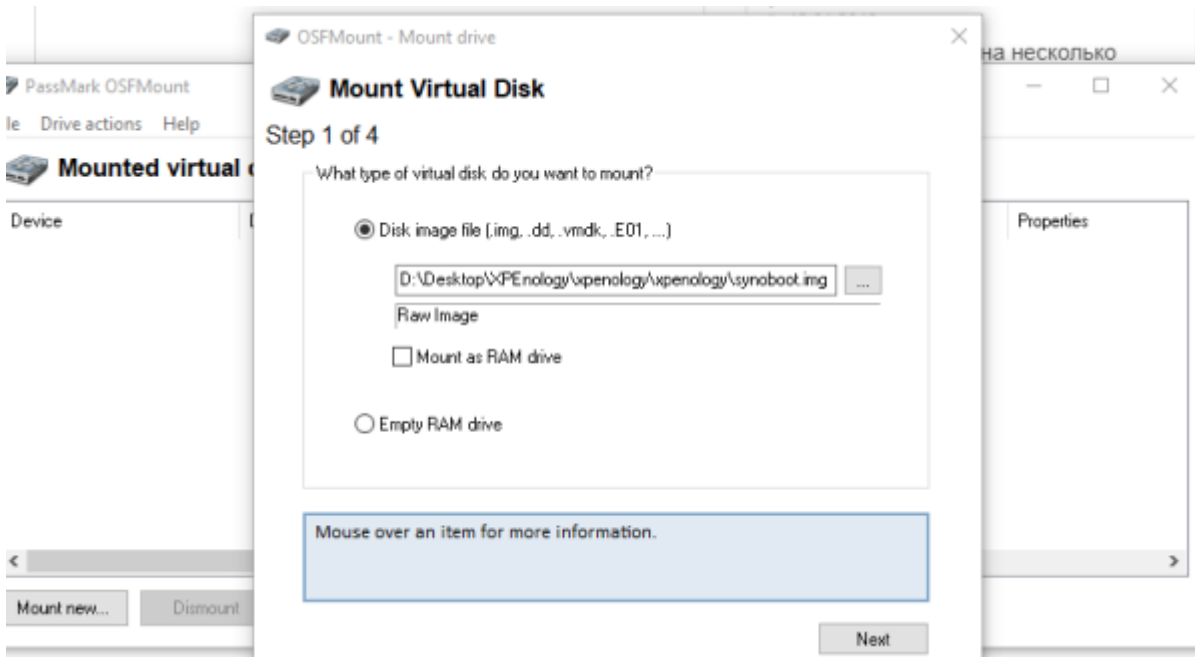 на несколько
OSFMount - Mount drive
Mount Virtual Disk
Step 1 of 4
What type of virtual disk do you want to mount?
Disk image file (.img, .dd, .vmdk, .E01, ...)
D:\Desktop\XPEnology\xpenology\xpenology\synoboot.img
...
Raw Image
Mount as RAM drive
Empty RAM drive
Mouse over an item for more information.
Next
PassMark OSFMount
le Drive actions Help
Mounted virtual
Device
Properties
Mount new...
Dismount